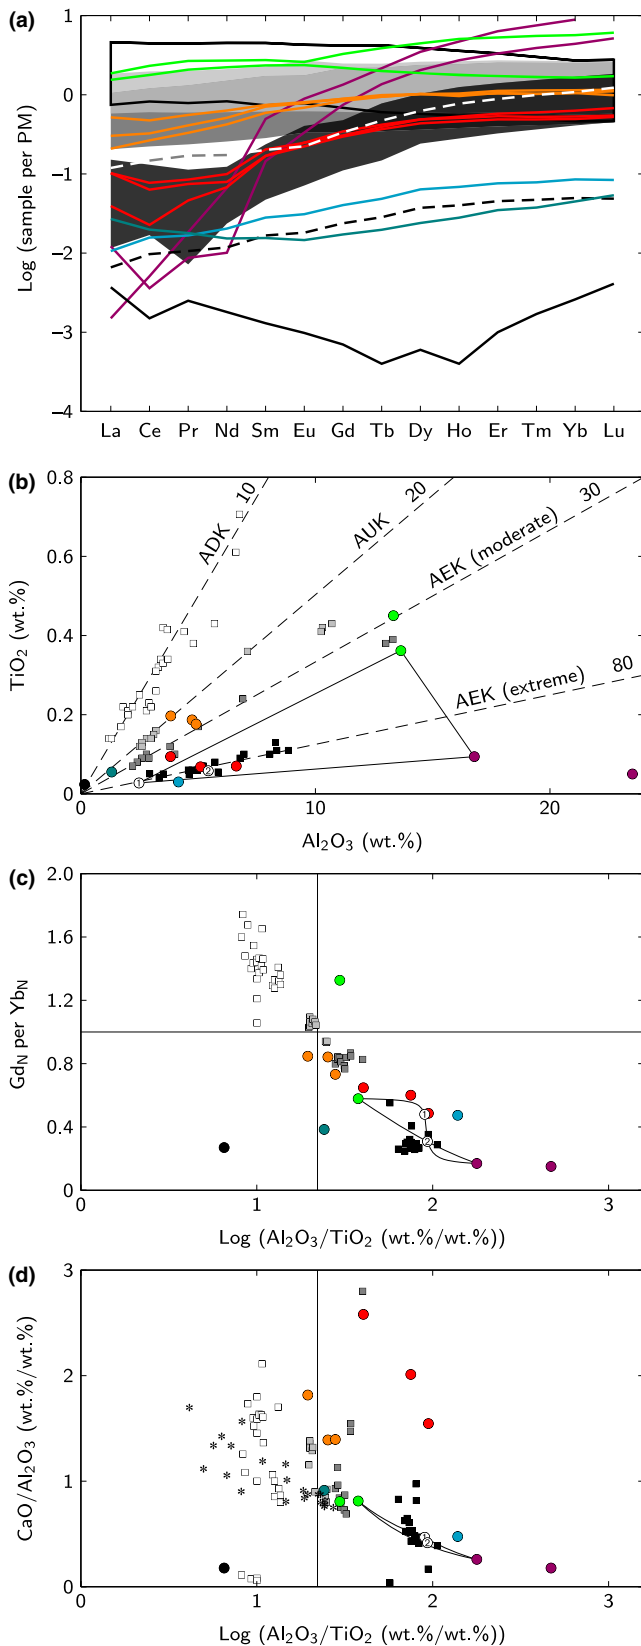 (a)
1
0
−1
−2
−3
−4
Log (sample per PM)
La Ce Pr Nd Sm Eu Gd Tb Dy Ho Er Tm Yb Lu
(b)
0.8
0.6
0.4
0.2
0
TiO2 (wt.%)
ADK
10
AUK
20
AEK (moderate)
30
AEK (extreme)
80
1
2
0 10 20
Al2O3 (wt.%)
(c)
2.0
1.6
1.2
0.8
0.4
0
GdN per YbN
1
2
0 1 2 3
Log (Al2O3/TiO2 (wt.%/wt.%))
(d)
3
2
1
0
CaO/Al2O3 (wt.%/wt.%)
1
2
0 1 2 3
Log (Al2O3/TiO2 (wt.%/wt.%))